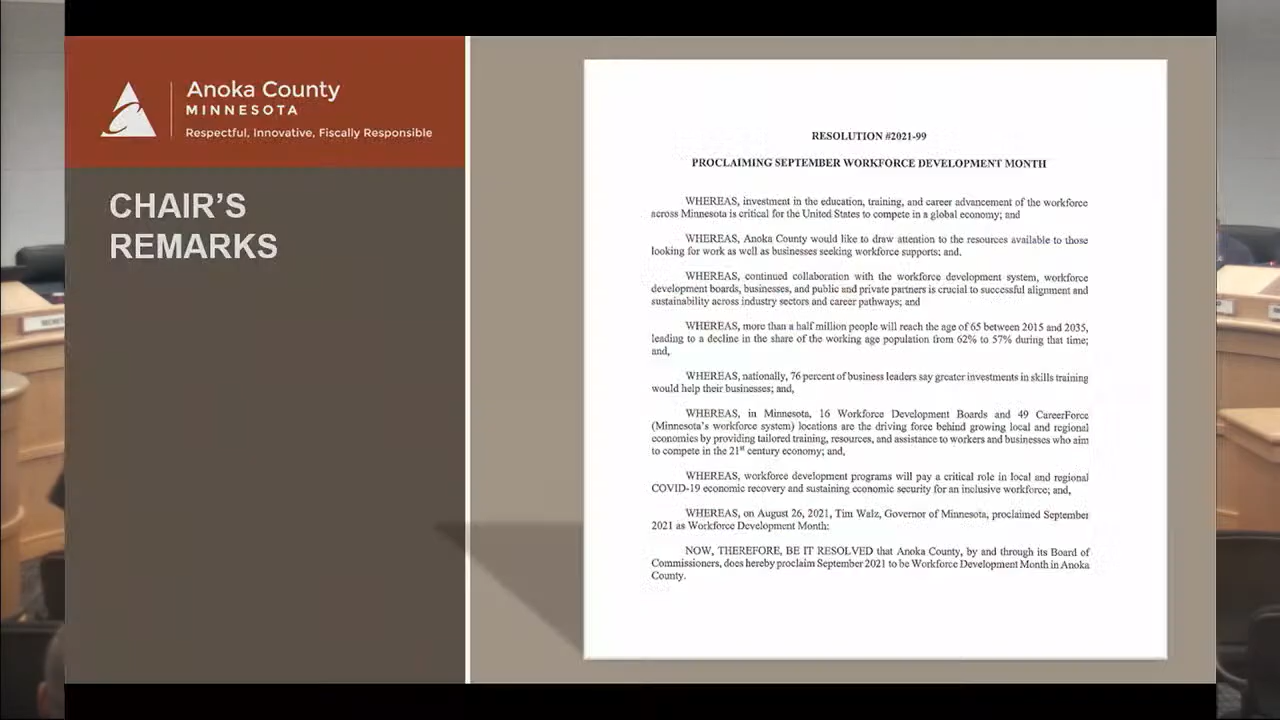 Anoka County
MINNESOTA
Respectful, Innovative, Fiscally Responsible
CHAIR'S
REMARKS
RESOLUTION #2021-99
PROCLAIMING SEPTEMBER WORKFORCE DEVELOPMENT MONTH
WHEREAS, investment in the education, training, and career advancement of the workforce
across Minnesota is critical for the United States to compete in a global economy; and
WHEREAS, Anoka County would like to draw attention to the resources available to those
looking for work as well as businesses seeking workforce supports; and.
WHEREAS, continued collaboration with the workforce development system, workforce
development boards, businesses, and public and private partners is crucial to successful alignment and
sustainability across industry sectors and career pathways; and
WHEREAS, more than a half million people will reach the age of 65 between 2015 and 2035,
leading to a decline in the share of the working age population from 62% to 57% during that time;
and,
WHEREAS, nationally, 76 percent of business leaders say greater investments in skills training
would help their businesses; and,
WHEREAS, in Minnesota, 16 Workforce Development Boards and 49 CareerForce
(Minnesota's workforce system) locations are the driving force behind growing local and regional
economies by providing tailored training, resources, and assistance to workers and businesses who aim
to compete in the 21st century economy; and,
WHEREAS, workforce development programs will pay a critical role in local and regional
COVID-19 economic recovery and sustaining economic security for an inclusive workforce; and,
WHEREAS, on August 26, 2021, Tim Walz, Governor of Minnesota, proclaimed September
2021 as Workforce Development Month:
NOW, THEREFORE, BE IT RESOLVED that Anoka County, by and through its Board of
Commissioners, does hereby proclaim September 2021 to be Workforce Development Month in Anoka
County.